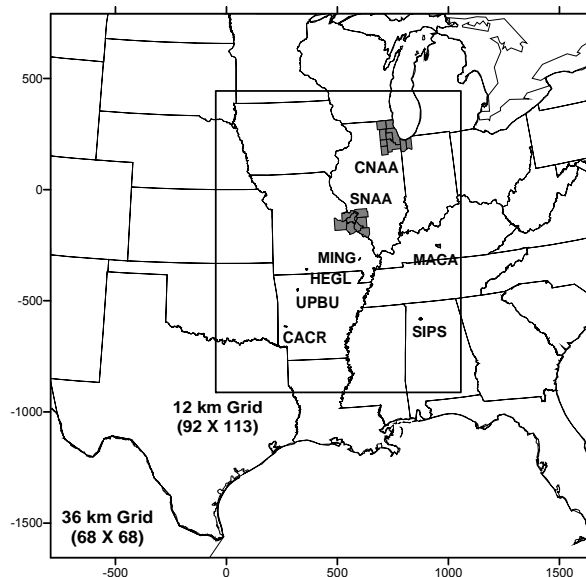 500
0
-500
-1000
-1500
CNAA
SNAA
MING
MACA
HEGL
UPBU
CACR
SIPS
12 km Grid
(92 X 113)
36 km Grid
(68 X 68)
-500
0
500
1000
1500